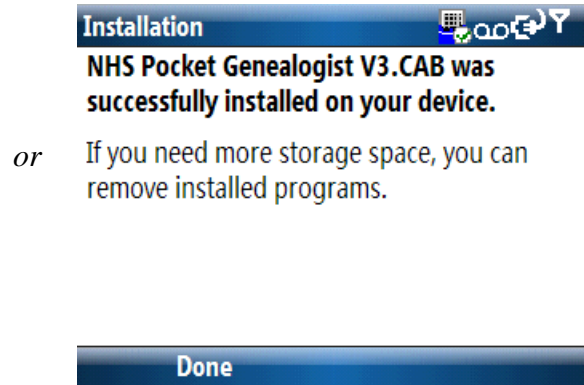 Installation
NHS Pocket Genealogist V3.CAB was
successfully installed on your device.
or
If you need more storage space, you can
remove installed programs.
Done